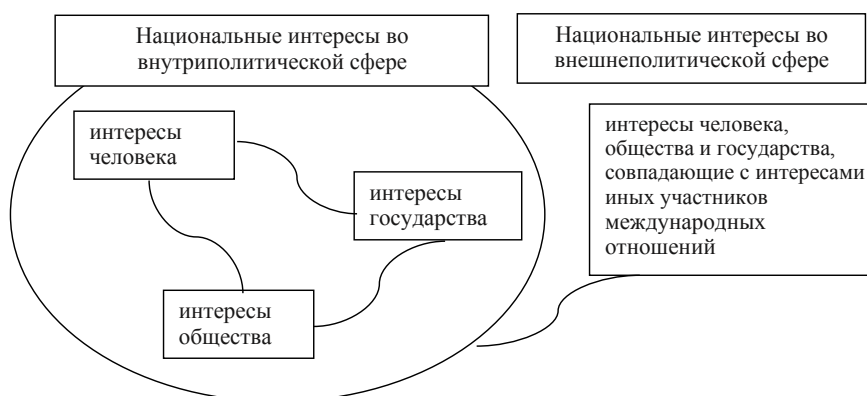 Национальные интересы во
внутриполитической сфере
Национальные интересы во
внешнеполитической сфере
интересы
человека
интересы
государства
интересы
общества
интересы человека,
общества и государства,
совпадающие с интересами
иных участников
международных
отношений